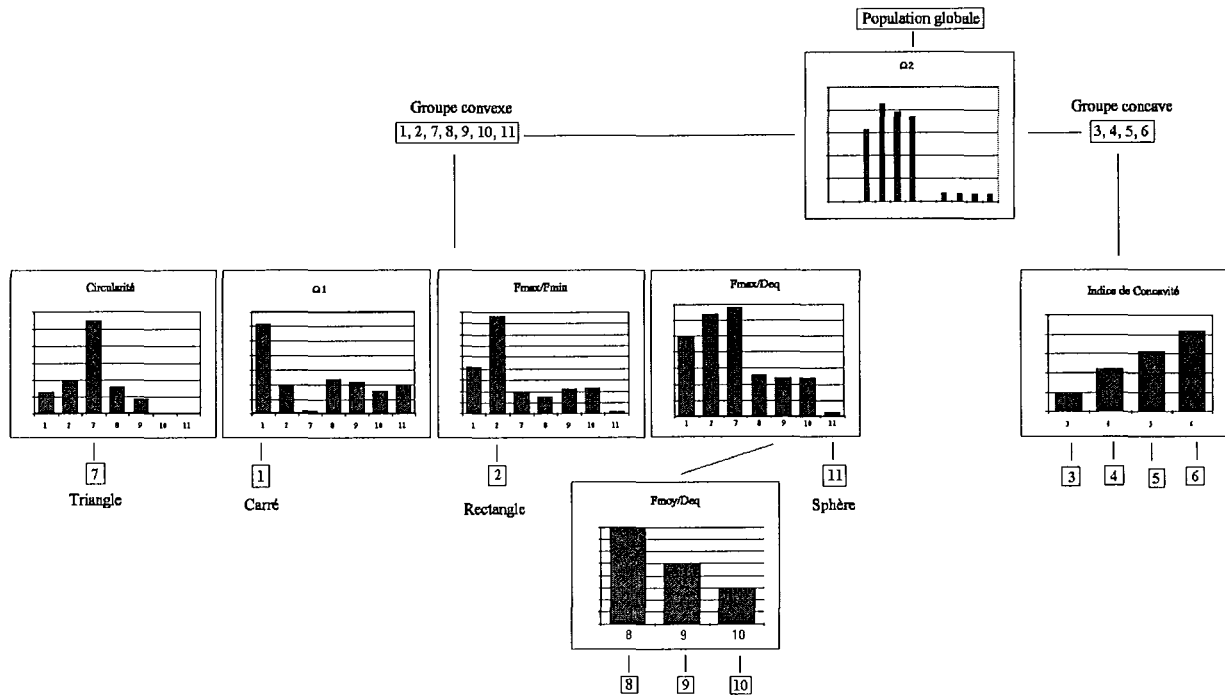 Population globale
Ω2
Groupe convexe
1, 2, 7, 8, 9, 10, 11
Groupe concave
3, 4, 5, 6
Circularité
1 2 7 8 9 10 11
Ω1
1 2 7 8 9 10 11
Fmax/Fmin
1 2 7 8 9 10 11
Fmax/Deq
1 2 7 8 9 10 11
Indice de Concavité
3 4 5 6
7
Triangle
1
Carré
2
Rectangle
11
Sphère
3
4
5
6
Fmoy/Deq
8 9 10
8
9
10